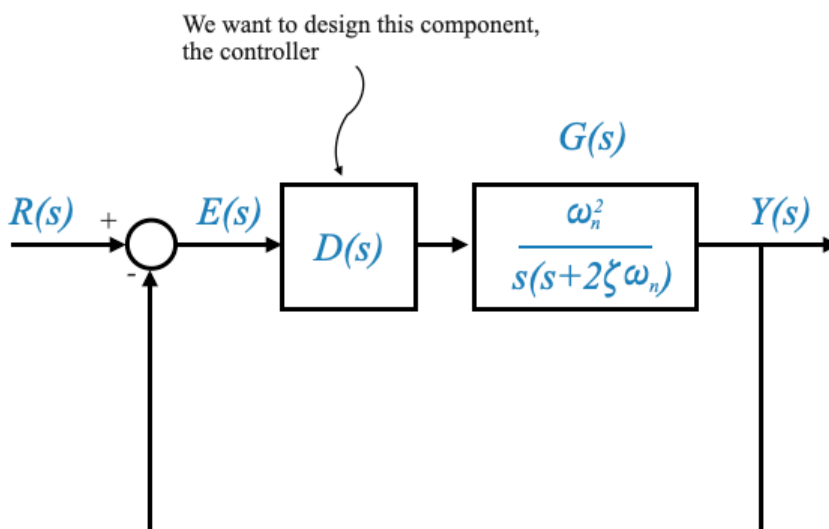 We want to design this component,
the controller
G(s)
R(s) + E(s) D(s) ωₙ² Y(s)
-
s(s+2ζωₙ)